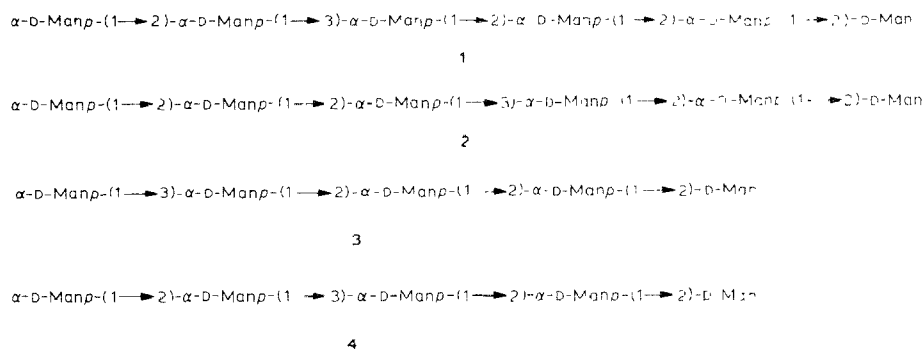 α-D-Manp-(1→2)-α-D-Manp-(1→3)-α-D-Manp-(1→2)-α-D-Manp-(1→2)-α-D-Manp-(1→2)-D-Man
1
α-D-Manp-(1→2)-α-D-Manp-(1→2)-α-D-Manp-(1→3)-α-D-Manp-(1→2)-α-D-Manp-(1→2)-D-Man
2
α-D-Manp-(1→3)-α-D-Manp-(1→2)-α-D-Manp-(1→2)-α-D-Manp-(1→2)-D-Man
3
α-D-Manp-(1→2)-α-D-Manp-(1→3)-α-D-Manp-(1→2)-α-D-Manp-(1→2)-D-Man
4